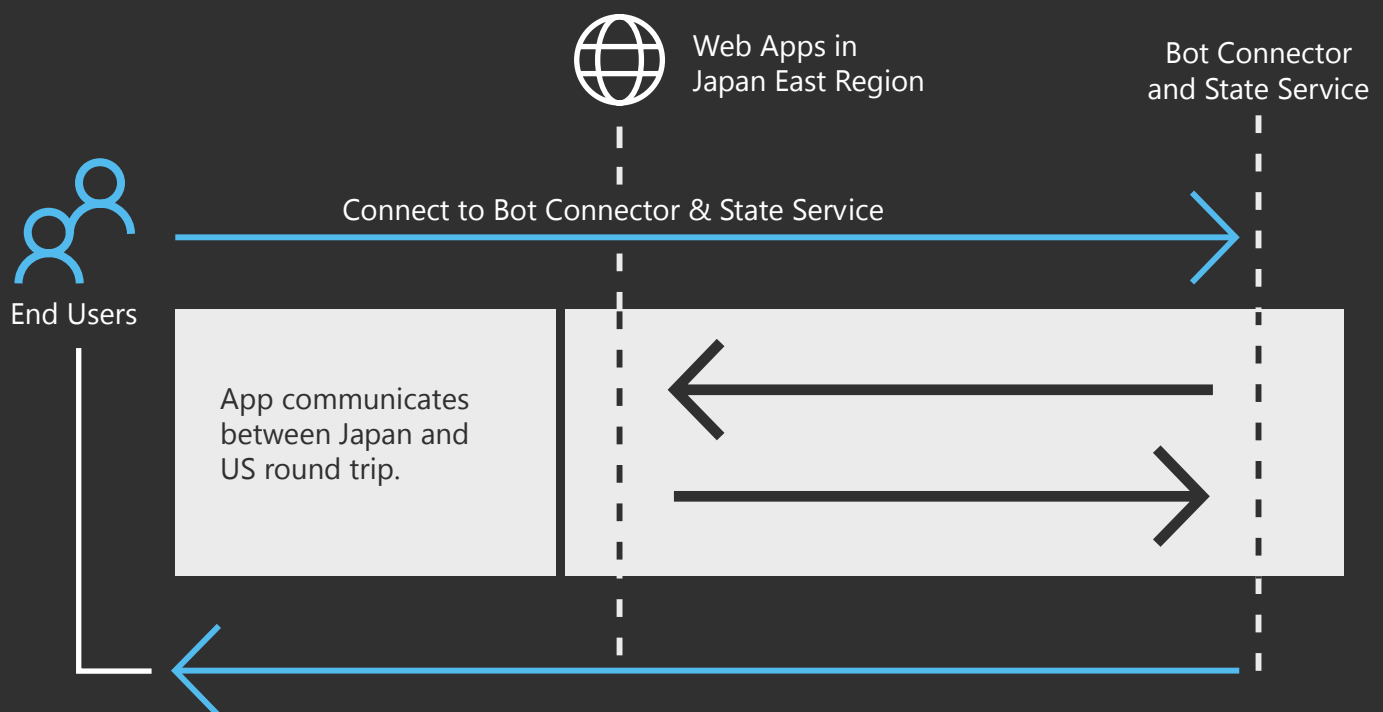 Web Apps in
Japan East Region
Bot Connector
and State Service
Connect to Bot Connector & State Service
End Users
App communicates
between Japan and
US round trip.